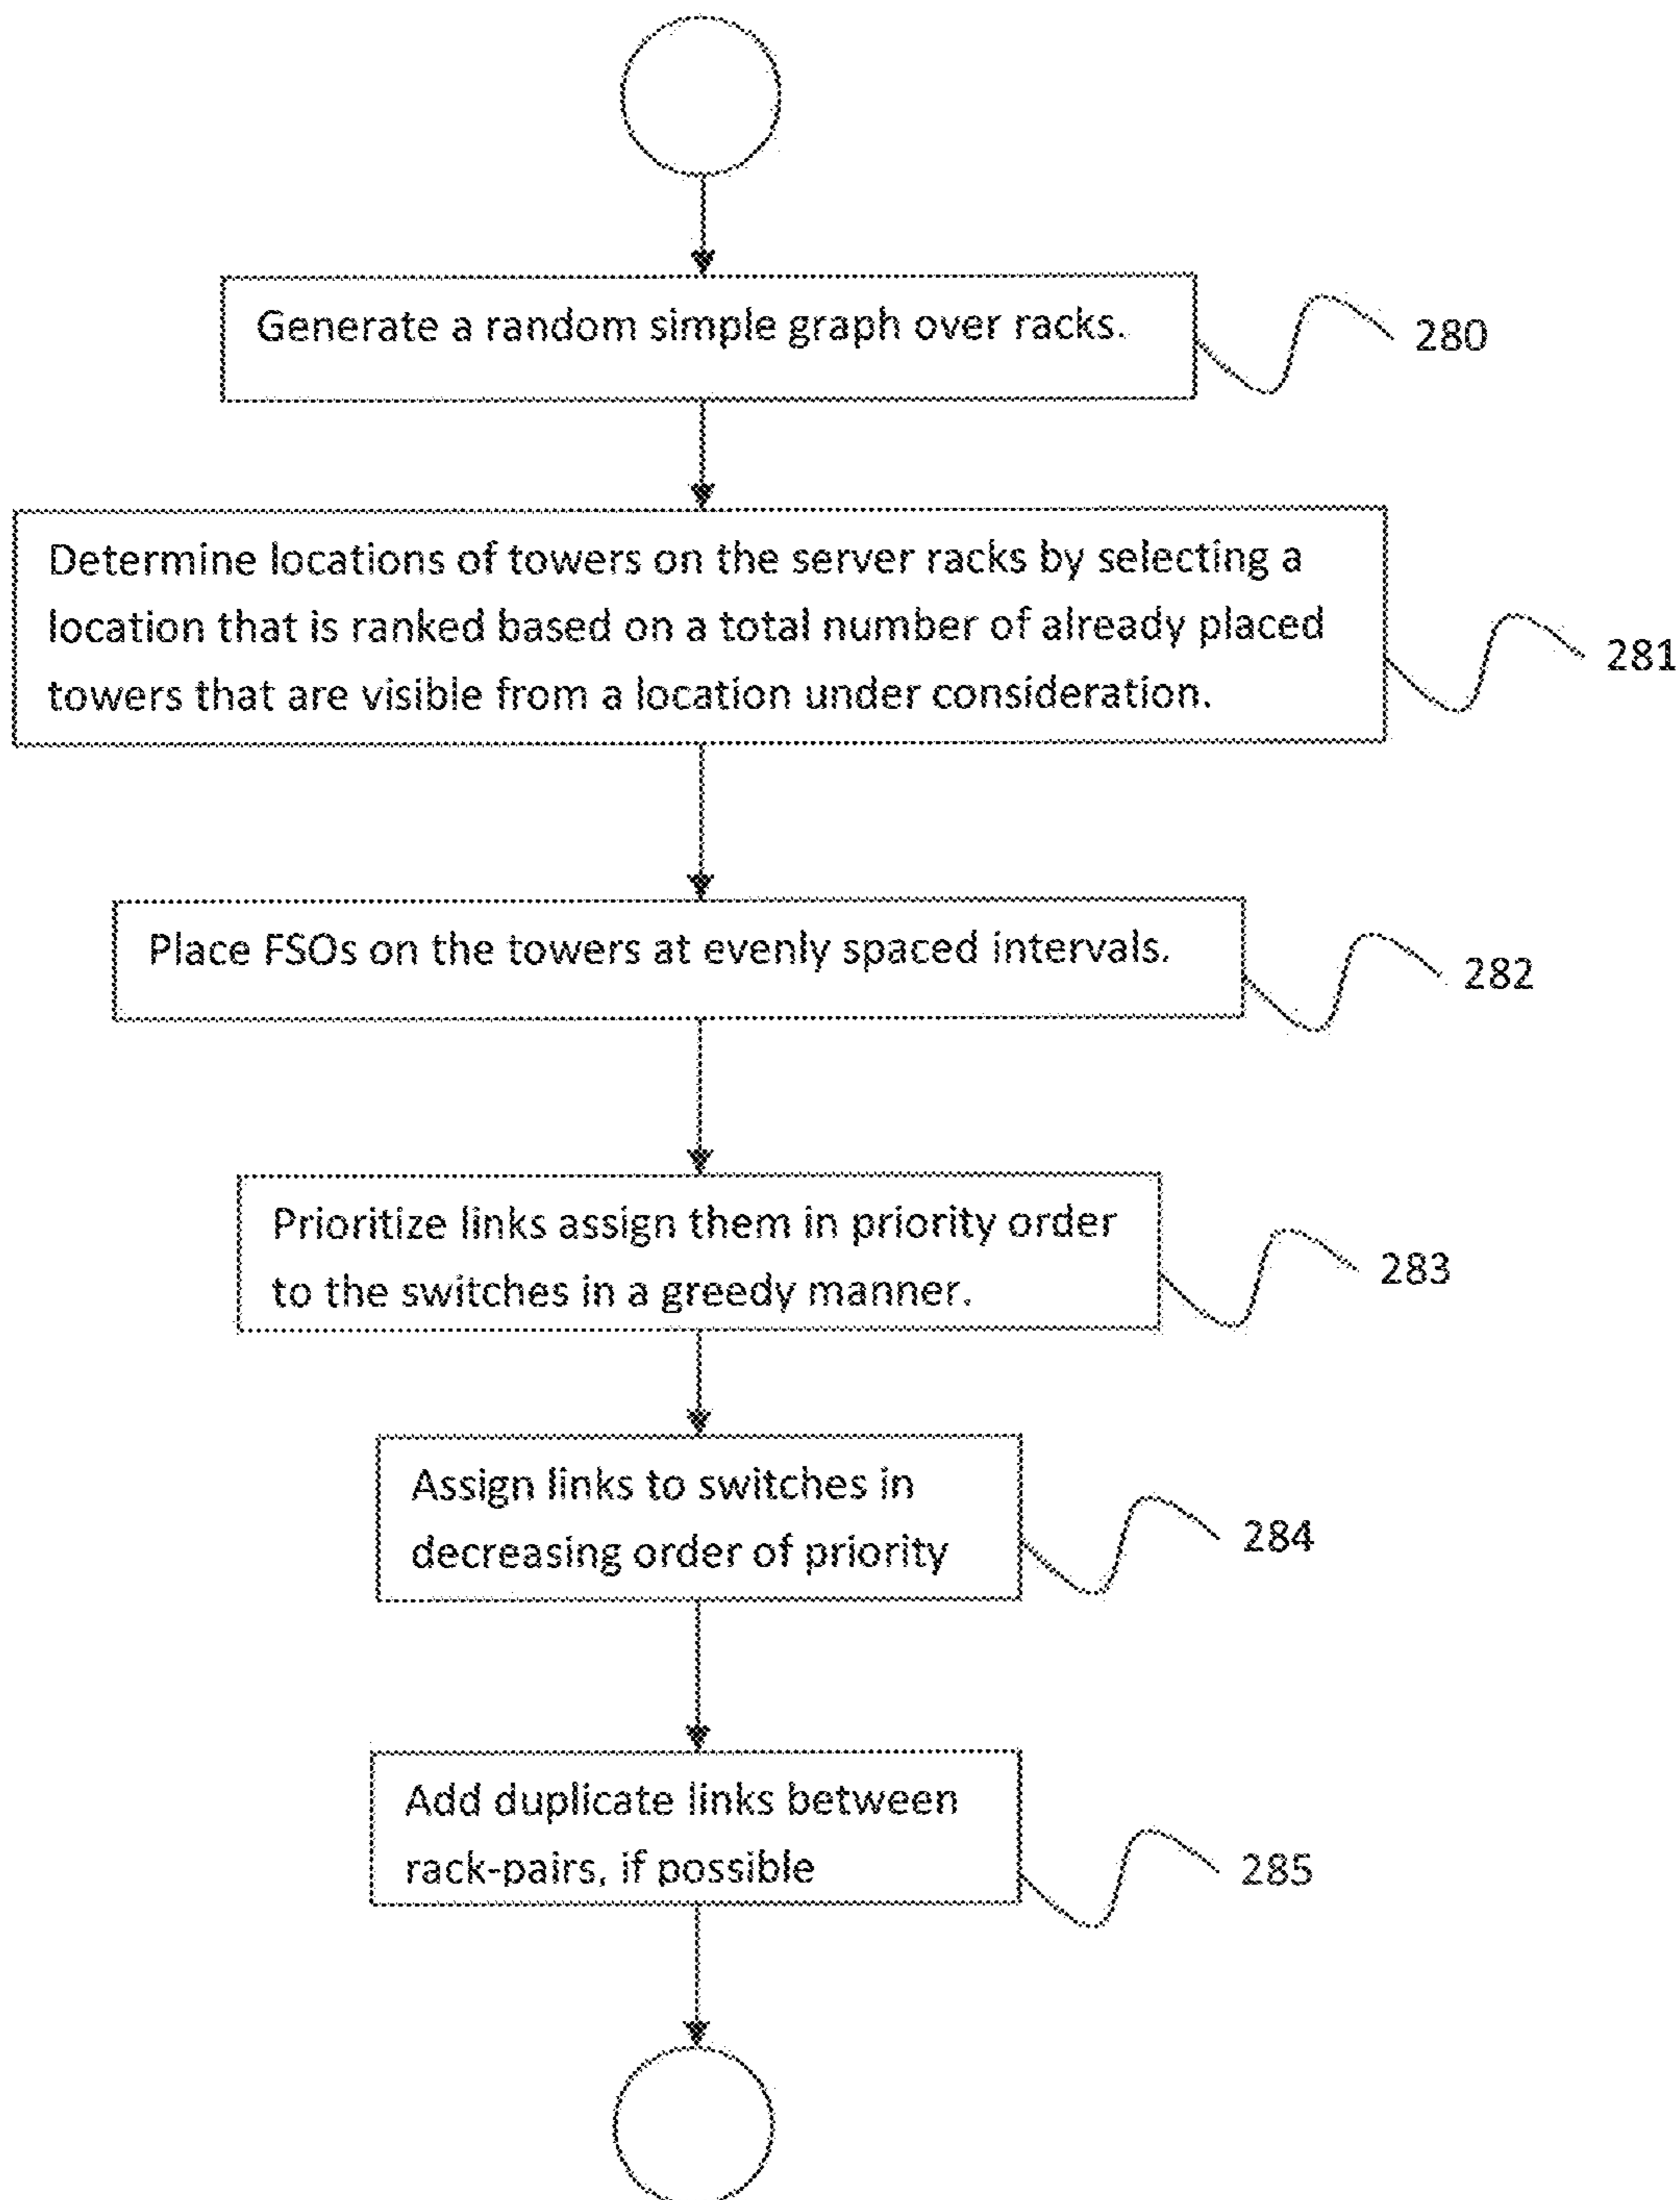 Generate a random simple graph over racks.
280
Determine locations of towers on the server racks by selecting a
location that is ranked based on a total number of already placed
towers that are visible from a location under consideration.
281
Place FSOs on the towers at evenly spaced intervals.
282
Prioritize links assign them in priority order
to the switches in a greedy manner.
283
Assign links to switches in
decreasing order of priority
284
Add duplicate links between
rack-pairs, if possible
285